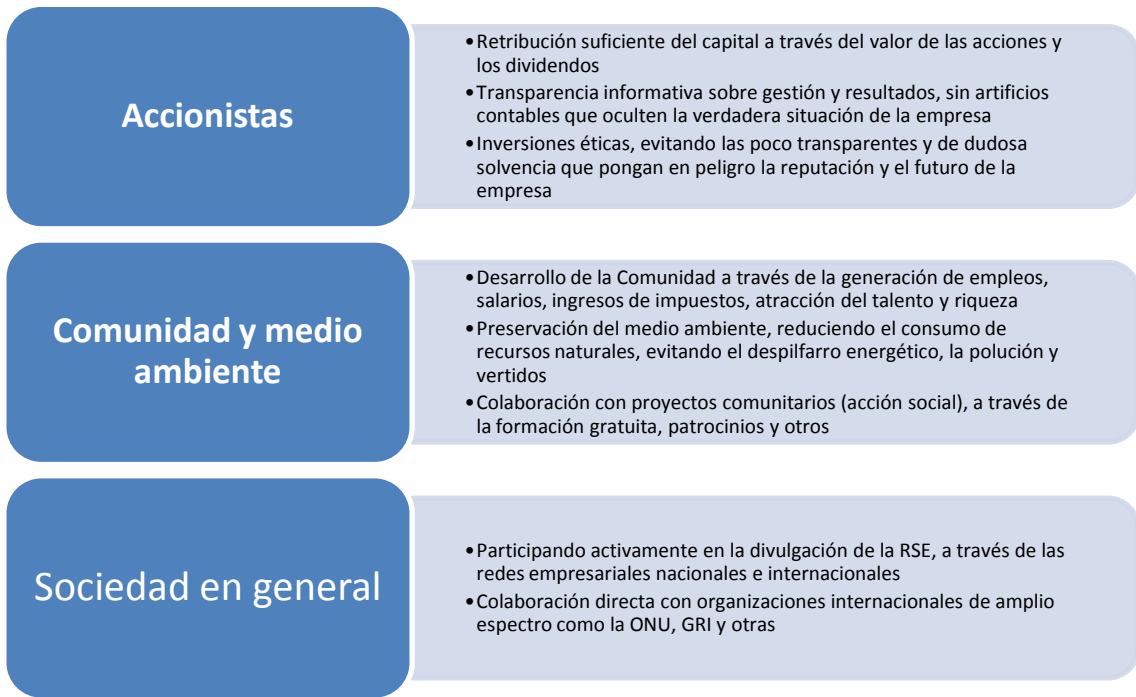 Accionistas
•Retribución suficiente del capital a través del valor de las acciones y
los dividendos
•Transparencia informativa sobre gestión y resultados, sin artificios
contables que oculten la verdadera situación de la empresa
•Inversiones éticas, evitando las poco transparentes y de dudosa
solvencia que pongan en peligro la reputación y el futuro de la
empresa
Comunidad y medio
ambiente
•Desarrollo de la Comunidad a través de la generación de empleos,
salarios, ingresos de impuestos, atracción del talento y riqueza
•Preservación del medio ambiente, reduciendo el consumo de
recursos naturales, evitando el despilfarro energético, la polución y
vertidos
•Colaboración con proyectos comunitarios (acción social), a través de
la formación gratuita, patrocinios y otros
Sociedad en general
•Participando activamente en la divulgación de la RSE, a través de las
redes empresariales nacionales e internacionales
•Colaboración directa con organizaciones internacionales de amplio
espectro como la ONU, GRI y otras